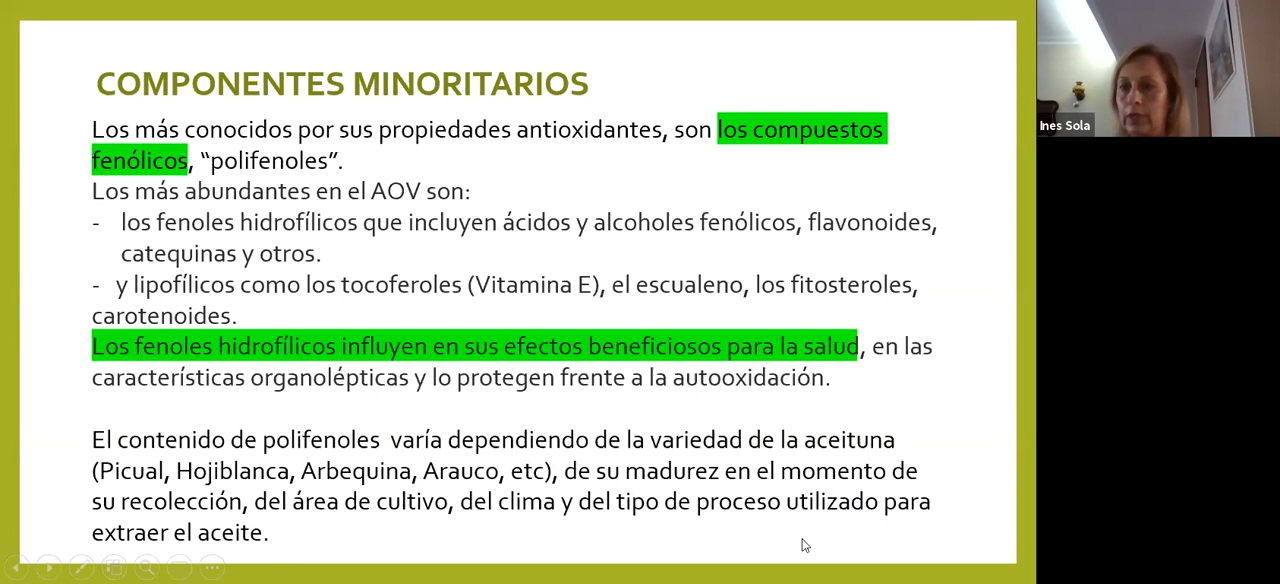 COMPONENTES MINORITARIOS
Los más conocidos por sus propiedades antioxidantes, son los compuestos
fenólicos, “polifenoles”.
Los más abundantes en el AOV son:
- los fenoles hidrofílicos que incluyen ácidos y alcoholes fenólicos, flavonoides,
catequinas y otros.
- y lipofílicos como los tocoferoles (Vitamina E), el escualeno, los fitosteroles,
carotenoides.
Los fenoles hidrofílicos influyen en sus efectos beneficiosos para la salud, en las
características organolépticas y lo protegen frente a la autooxidación.
El contenido de polifenoles varía dependiendo de la variedad de la aceituna
(Picual, Hojiblanca, Arbequina, Arauco, etc), de su madurez en el momento de
su recolección, del área de cultivo, del clima y del tipo de proceso utilizado para
extraer el aceite.
Ines Sola